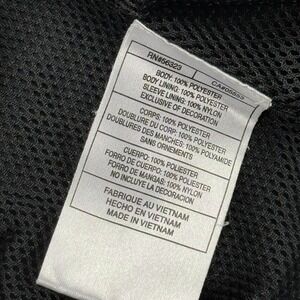 RN#56323 CA#05553
BODY: 100% POLYESTER
BODY LINING: 100% POLYESTER
SLEEVE LINING: 100% NYLON
EXCLUSIVE OF DECORATION
CORPS: 100% POLYESTER
DOUBLURE DU CORP: 100% POLYESTER
DOUBLURES DES MANCHES: 100% POLYAMIDE
SANS ORNEMENTS
CUERPO: 100% POLIESTER
FORRO DE CUERPO: 100% POLIESTER
FORRO DE MANGAS: 100% NYLON
NO INCLUYE LA DECORACION
FABRIQUE AU VIETNAM
HECHO EN VIETNAM
MADE IN VIETNAM